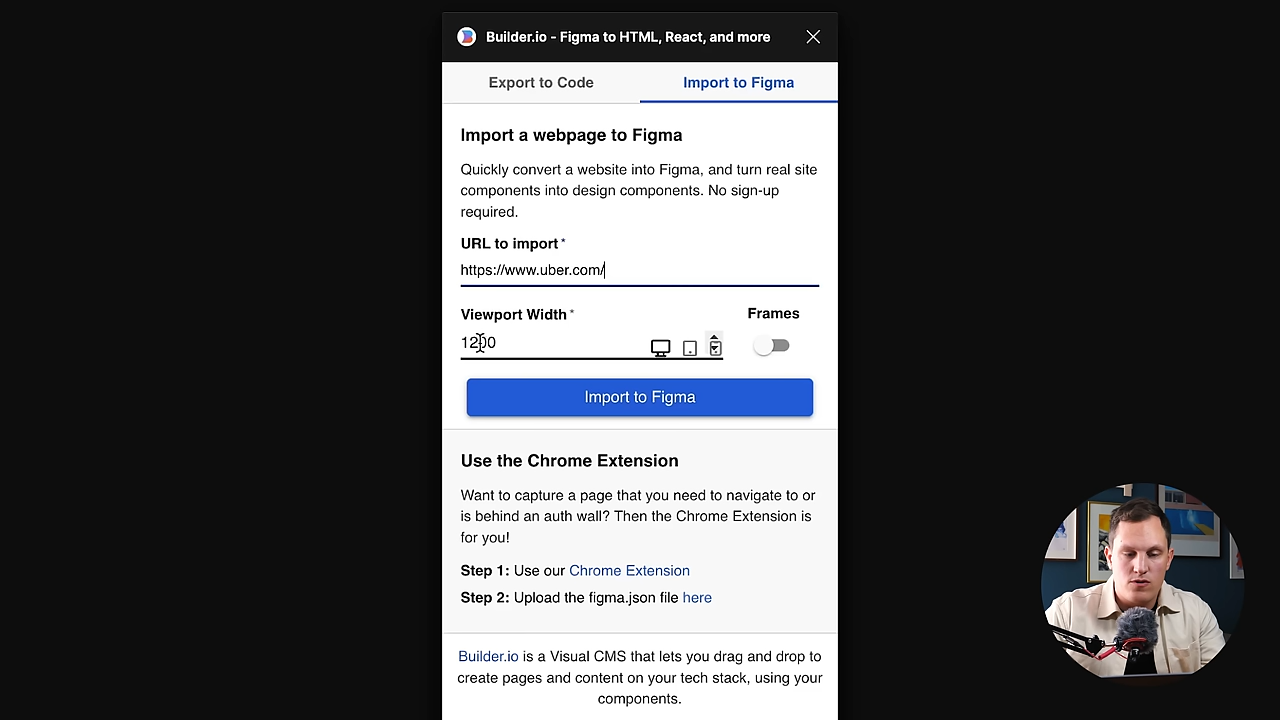 Builder.io - Figma to HTML, React, and more
Export to Code
Import to Figma
Import a webpage to Figma
Quickly convert a website into Figma, and turn real site
components into design components. No sign-up
required.
URL to import *
https://www.uber.com/
Viewport Width *
Frames
1200
Import to Figma
Use the Chrome Extension
Want to capture a page that you need to navigate to or
is behind an auth wall? Then the Chrome Extension is
for you!
Step 1: Use our Chrome Extension
Step 2: Upload the figma.json file here
Builder.io is a Visual CMS that lets you drag and drop to
create pages and content on your tech stack, using your
components.